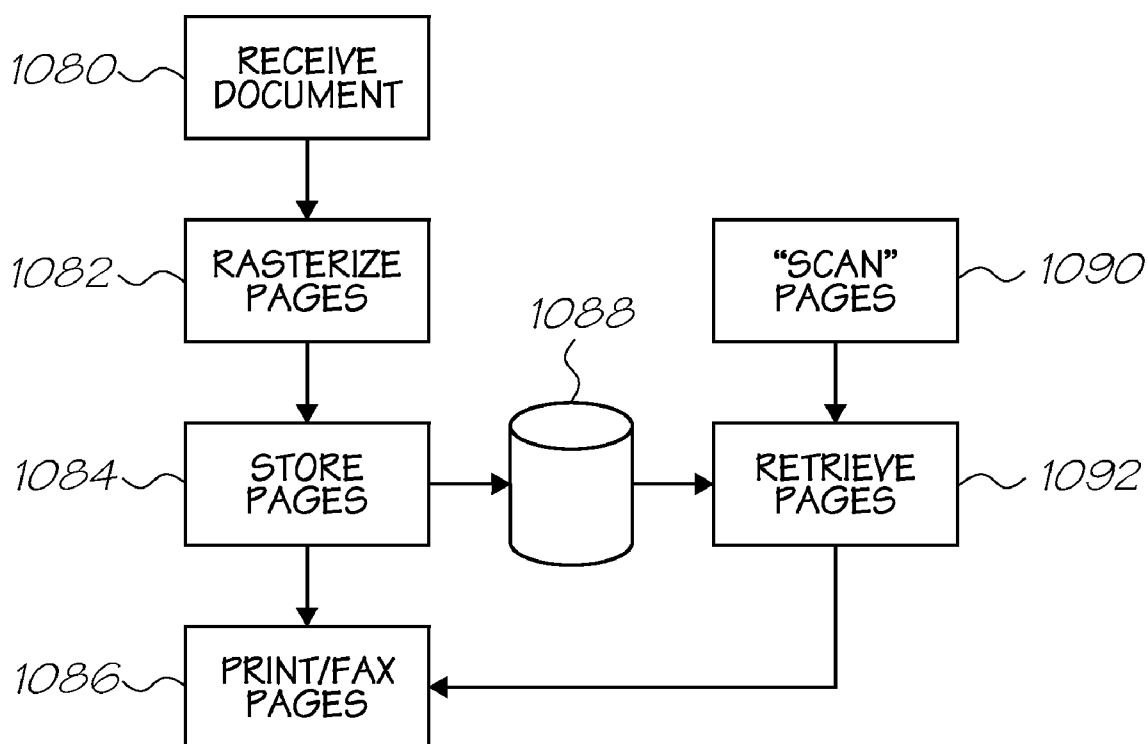 1080
RECEIVE
DOCUMENT
1082
RASTERIZE
PAGES
"SCAN"
PAGES
1090
1088
1084
STORE
PAGES
RETRIEVE
PAGES
1092
1086
PRINT/FAX
PAGES